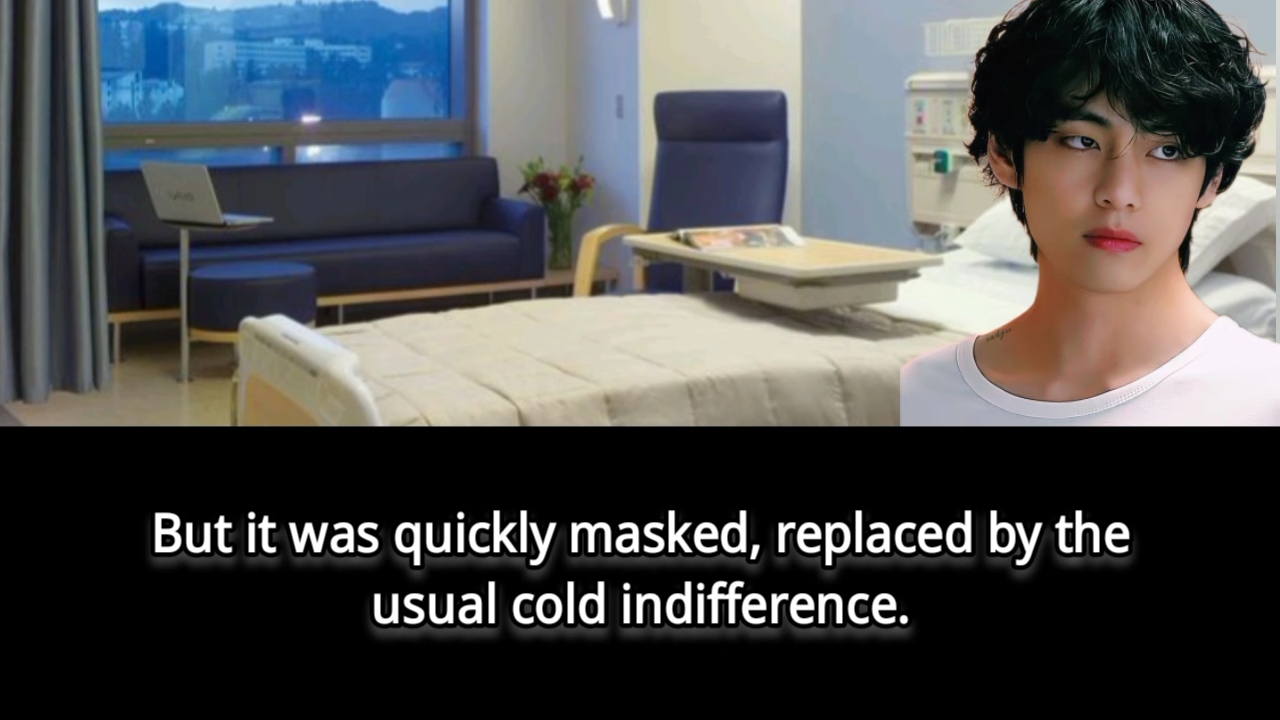 But it was quickly masked, replaced by the
usual cold indifference.